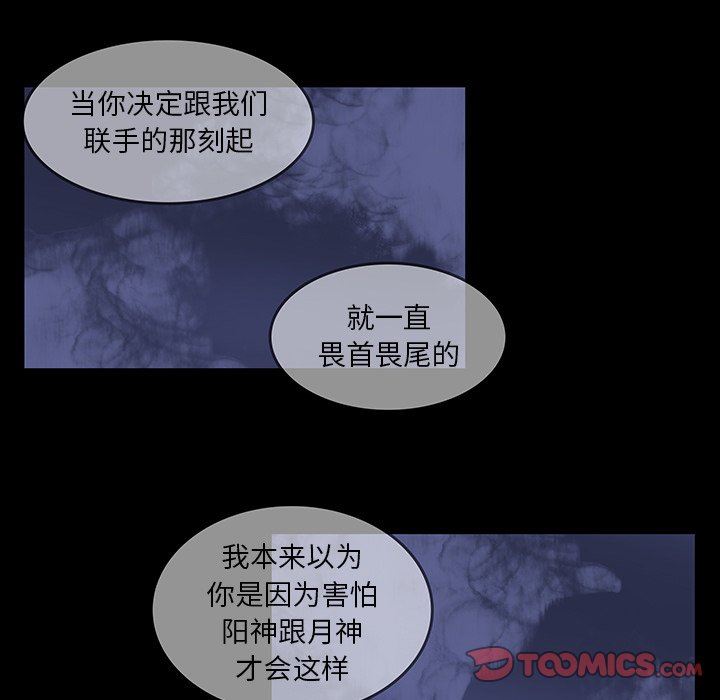 当你决定跟我们
联手的那刻起
就一直
畏首畏尾的
我本来以为
你是因为害怕
阳神跟月神
才会这样
TOOMICS.COM